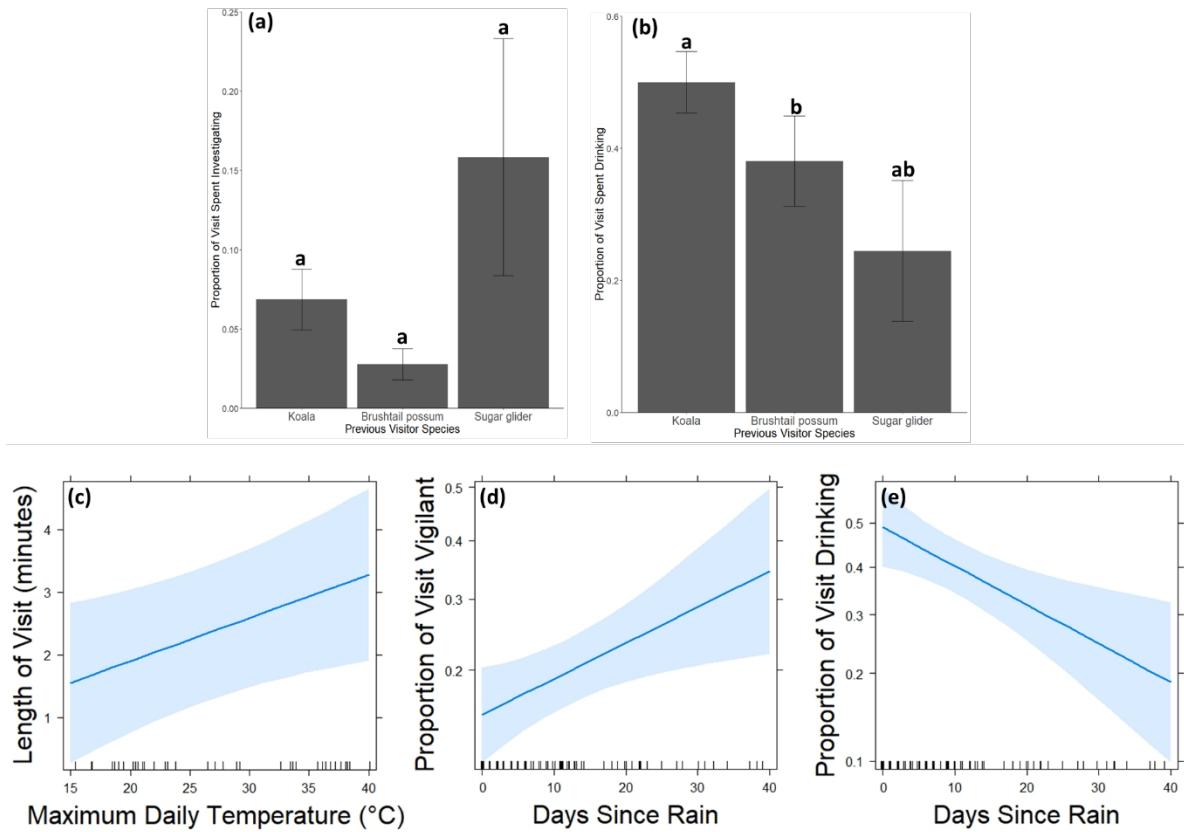 (a)
Proportion of Visit Spent Investigating
0.25
0.20
0.15
0.10
0.05
0.00
a
a
a
Koala
Brushtail possum
Sugar glider
Previous Visitor Species
(b)
Proportion of Visit Spent Drinking
0.6
0.4
0.2
0.0
a
b
ab
Koala
Brushtail possum
Sugar glider
Previous Visitor Species
(c)
Length of Visit (minutes)
4
3
2
1
15
20
25
30
35
40
Maximum Daily Temperature (°C)
(d)
Proportion of Visit Vigilant
0.5
0.4
0.3
0.2
0
10
20
30
40
Days Since Rain
(e)
Proportion of Visit Drinking
0.5
0.4
0.3
0.2
0.1
0
10
20
30
40
Days Since Rain